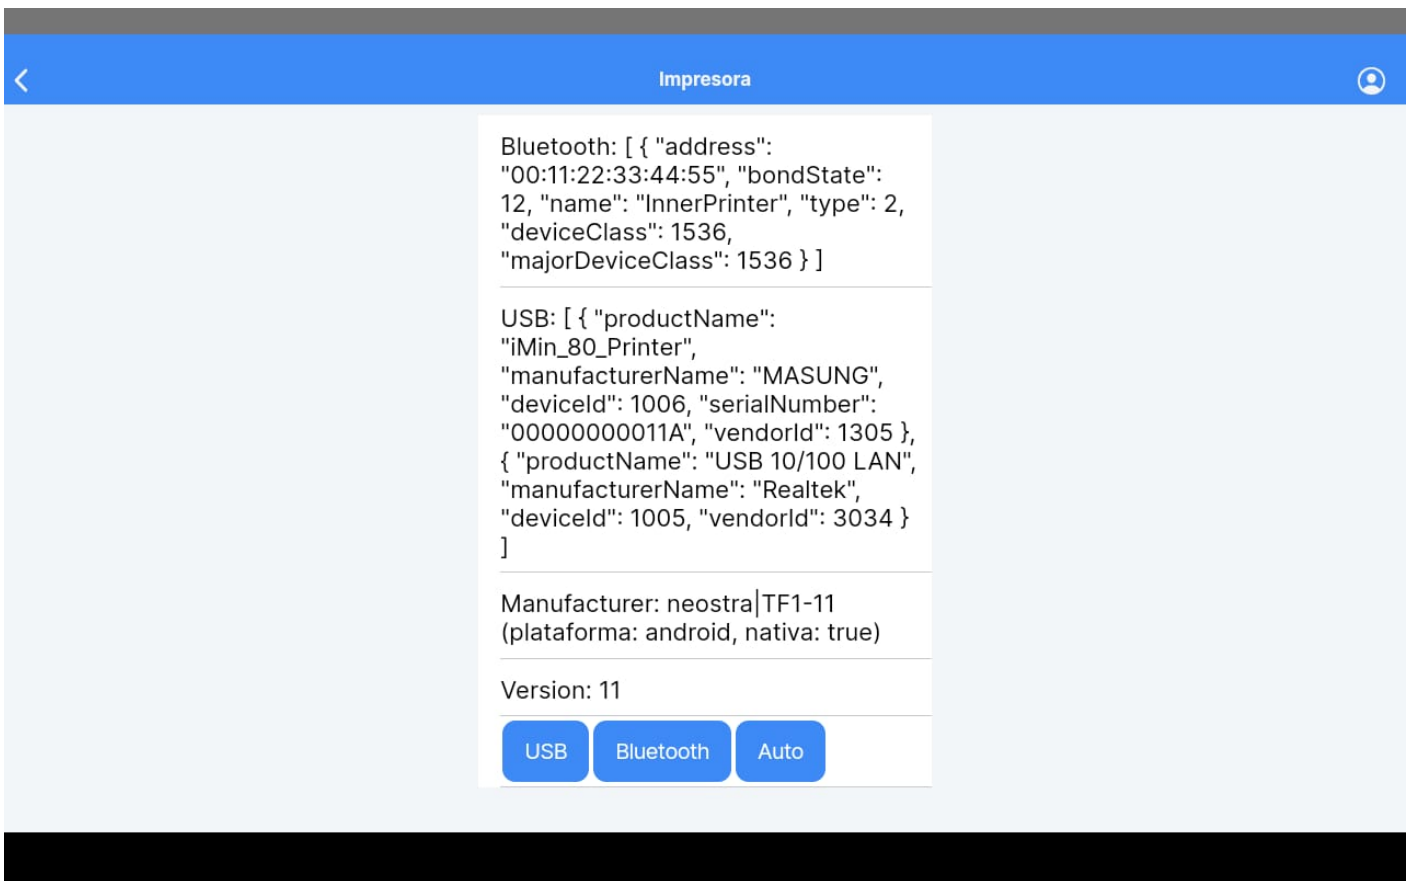 Impresora
Bluetooth: [ { "address":
"00:11:22:33:44:55", "bondState":
12, "name": "InnerPrinter", "type": 2,
"deviceClass": 1536,
"majorDeviceClass": 1536 } ]
USB: [ { "productName":
"iMin_80_Printer",
"manufacturerName": "MASUNG",
"deviceId": 1006, "serialNumber":
"00000000011A", "vendorId": 1305 },
{ "productName": "USB 10/100 LAN",
"manufacturerName": "Realtek",
"deviceId": 1005, "vendorId": 3034 }
]
Manufacturer: neostra|TF1-11
(plataforma: android, nativa: true)
Version: 11
USB Bluetooth Auto